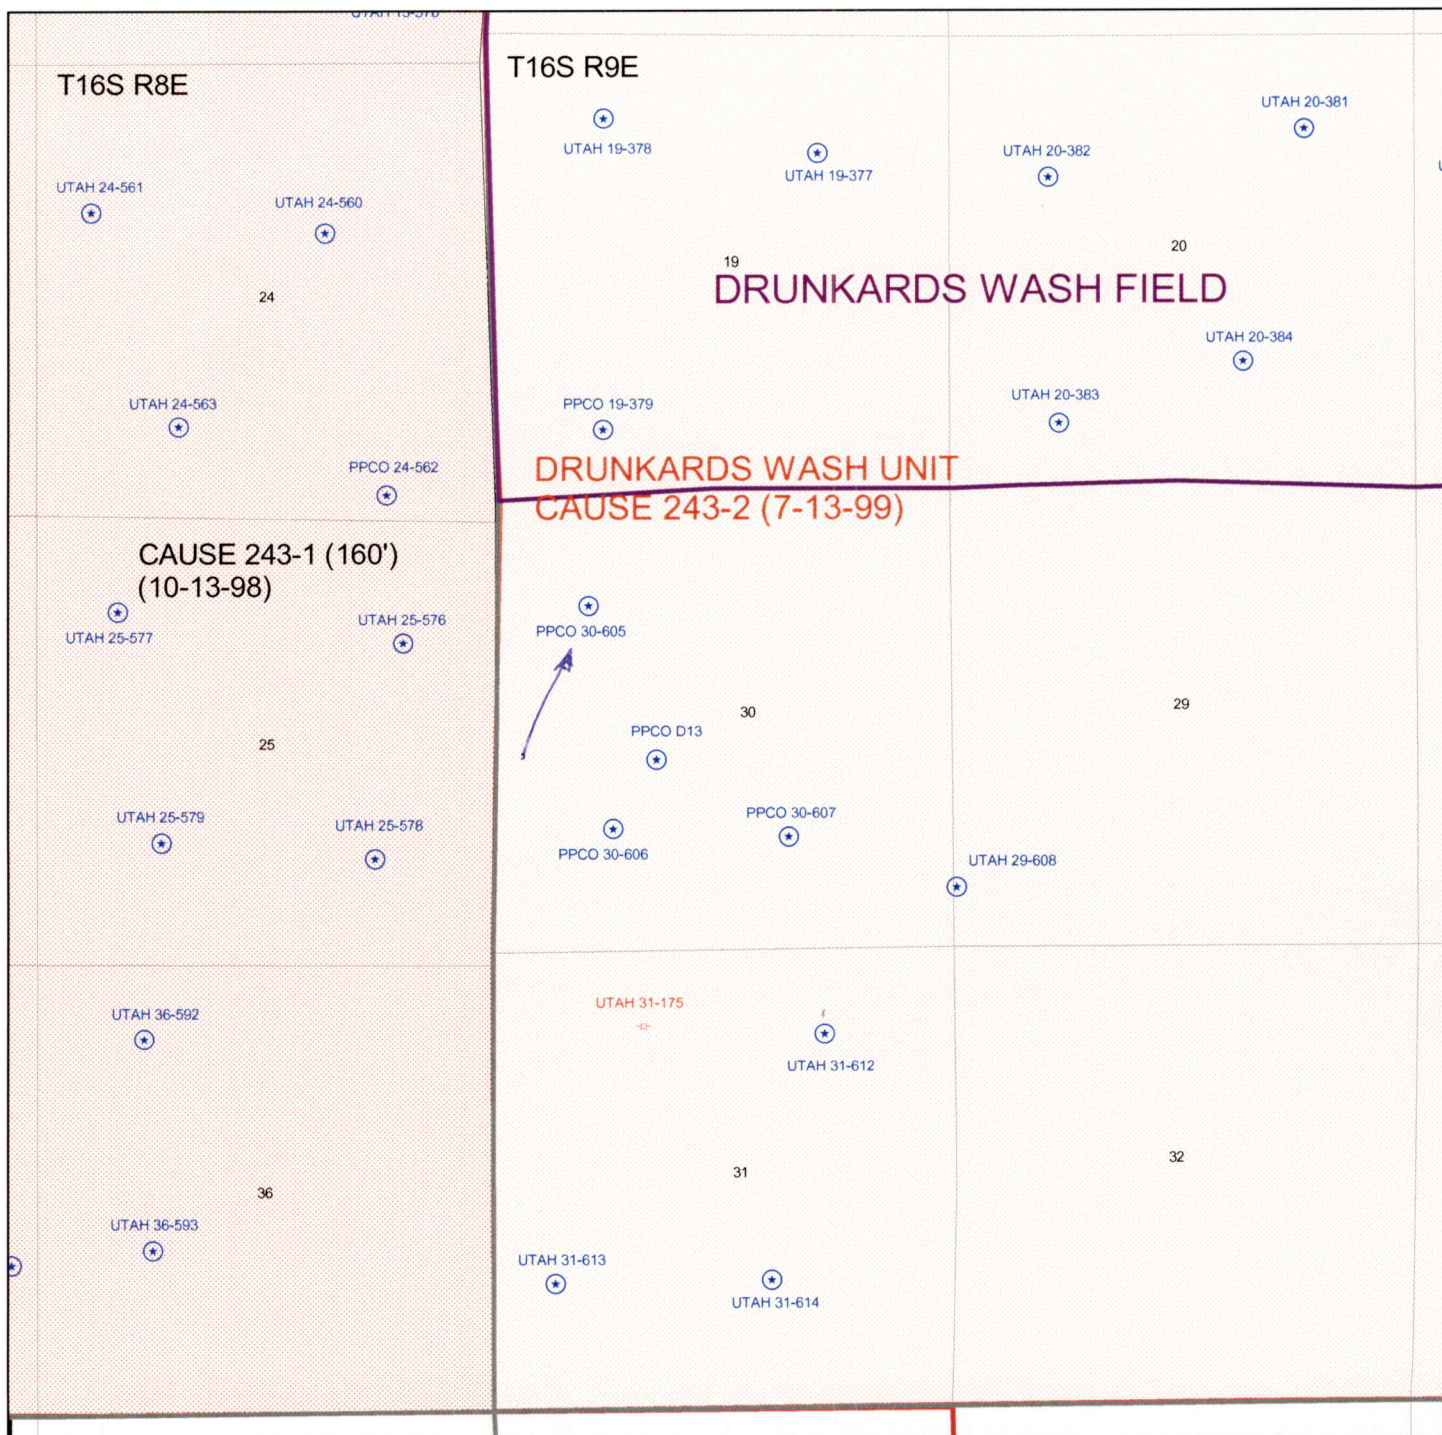 T16S R8E
T16S R9E
UTAH 20-381
UTAH 19-378
UTAH 20-382
UTAH 19-377
UTAH 24-561
UTAH 24-560
20
19
24
DRUNKARDS WASH FIELD
UTAH 20-384
UTAH 24-563
PPCO 19-379
UTAH 20-383
PPCO 24-562
DRUNKARDS WASH UNIT
CAUSE 243-2 (7-13-99)
CAUSE 243-1 (160')
(10-13-98)
UTAH 25-577
UTAH 25-576
PPCO 30-605
30
29
25
PPCO D13
UTAH 25-579
UTAH 25-578
PPCO 30-607
PPCO 30-606
UTAH 29-608
UTAH 36-592
UTAH 31-175
UTAH 31-612
36
31
32
UTAH 36-593
UTAH 31-613
UTAH 31-614